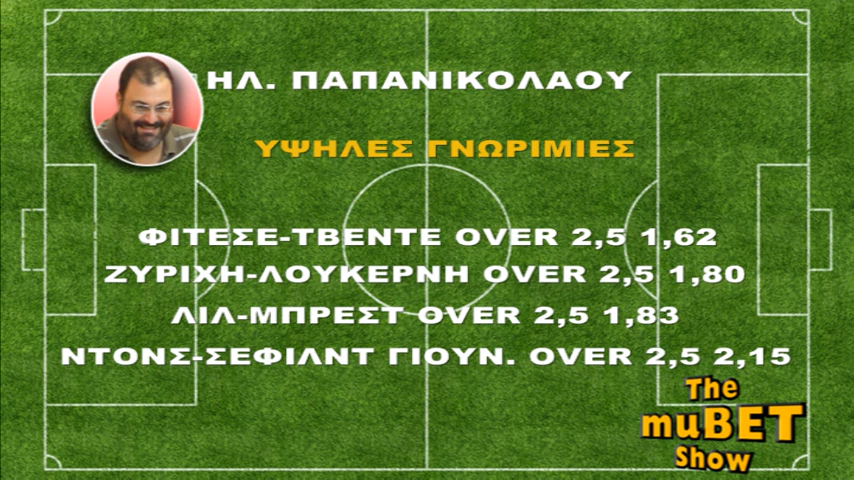 ΗΛ. ΠΑΠΑΝΙΚΟΛΑΟΥ
ΥΨΗΛΕΣ ΓΝΩΡΙΜΙΕΣ
ΦΙΤΕΣΕ-ΤΒΕΝΤΕ OVER 2,5 1,62
ΖΥΡΙΧΗ-ΛΟΥΚΕΡΝΗ OVER 2,5 1,80
ΛΙΛ-ΜΠΡΕΣΤ OVER 2,5 1,83
ΝΤΟΝΣ-ΣΕΦΙΛΝΤ ΓΙΟΥΝ. OVER 2,5 2,15
The
muBET
Show